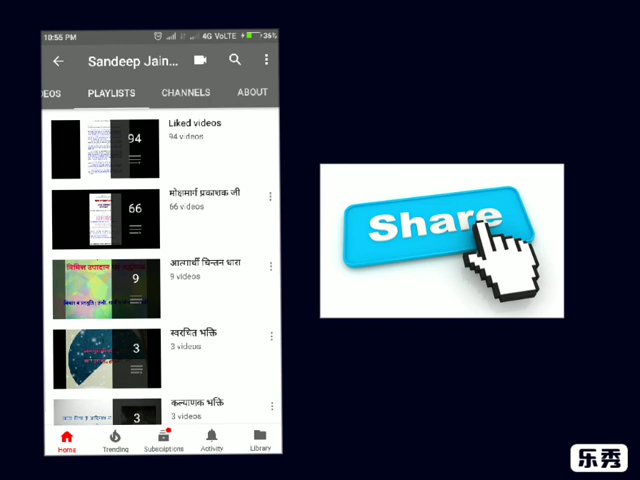 10:55 PM
4G VoLTE 36%
Sandeep Jain...
DEOS PLAYLISTS CHANNELS ABOUT
94
Liked videos
94 videos
66
मोक्षमार्ग प्रकाशक जी
66 videos
9
आत्मार्थी चिन्तन धारा
9 videos
3
स्वरचित भक्ति
3 videos
3
कल्याणक भक्ति
3 videos
Home Trending Subscriptions Activity Library
Share
乐秀